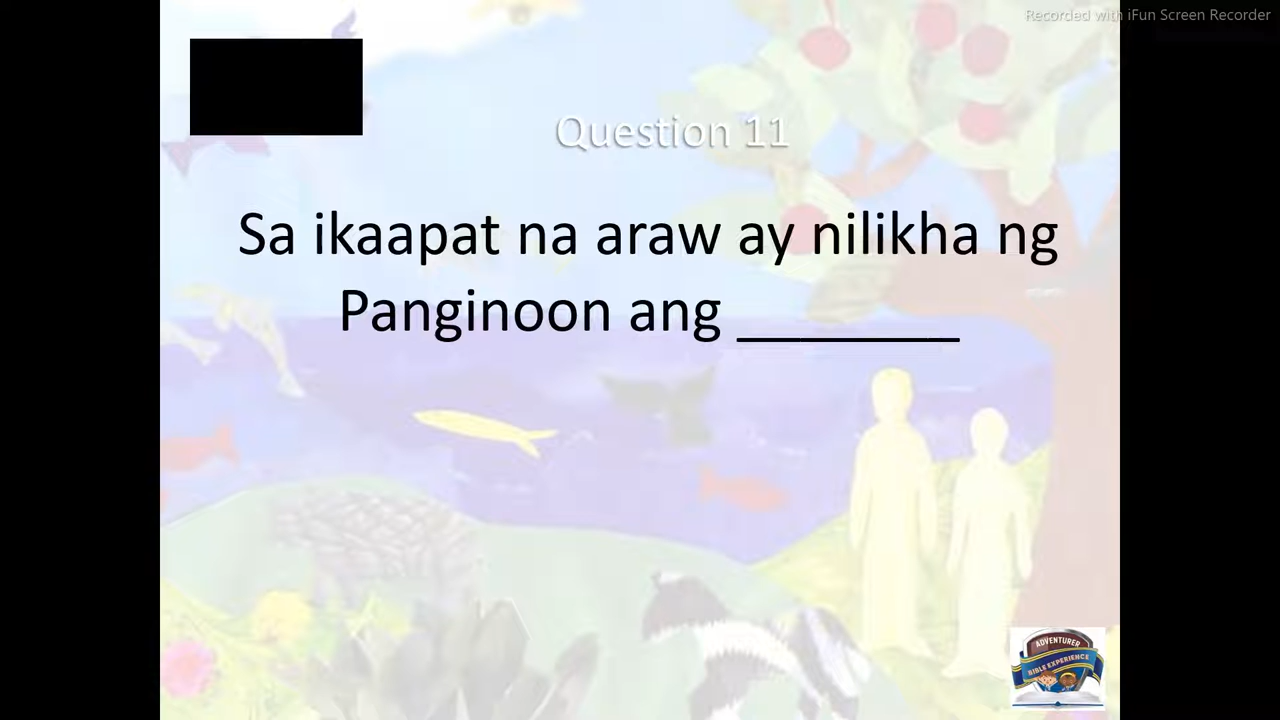 Recorded with iFun Screen Recorder
Question 11
Sa ikaapat na araw ay nilikha ng
Panginoon ang ________
ADVENTURER
BIBLE EXPERIENCE